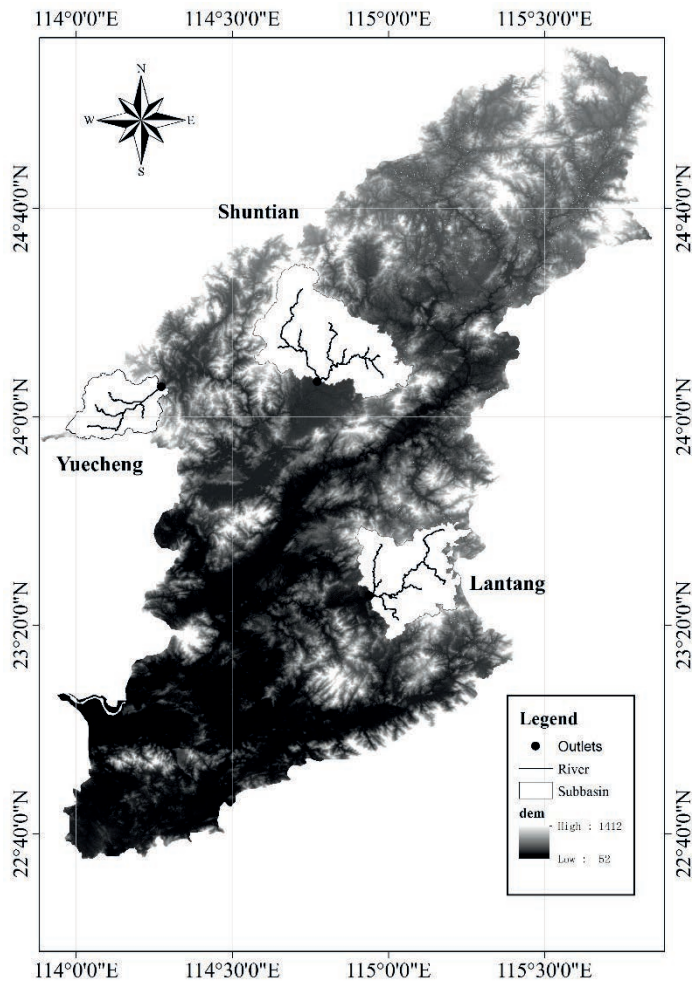 114°0'0"E 114°30'0"E 115°0'0"E 115°30'0"E
N
W E
S
24°40'0"N 24°40'0"N
Shuntian
24°0'0"N 24°0'0"N
Yuecheng
Lantang
23°20'0"N 23°20'0"N
Legend
Outlets
River
Subbasin
dem
High : 1412
Low : 52
22°40'0"N 22°40'0"N
114°0'0"E 114°30'0"E 115°0'0"E 115°30'0"E